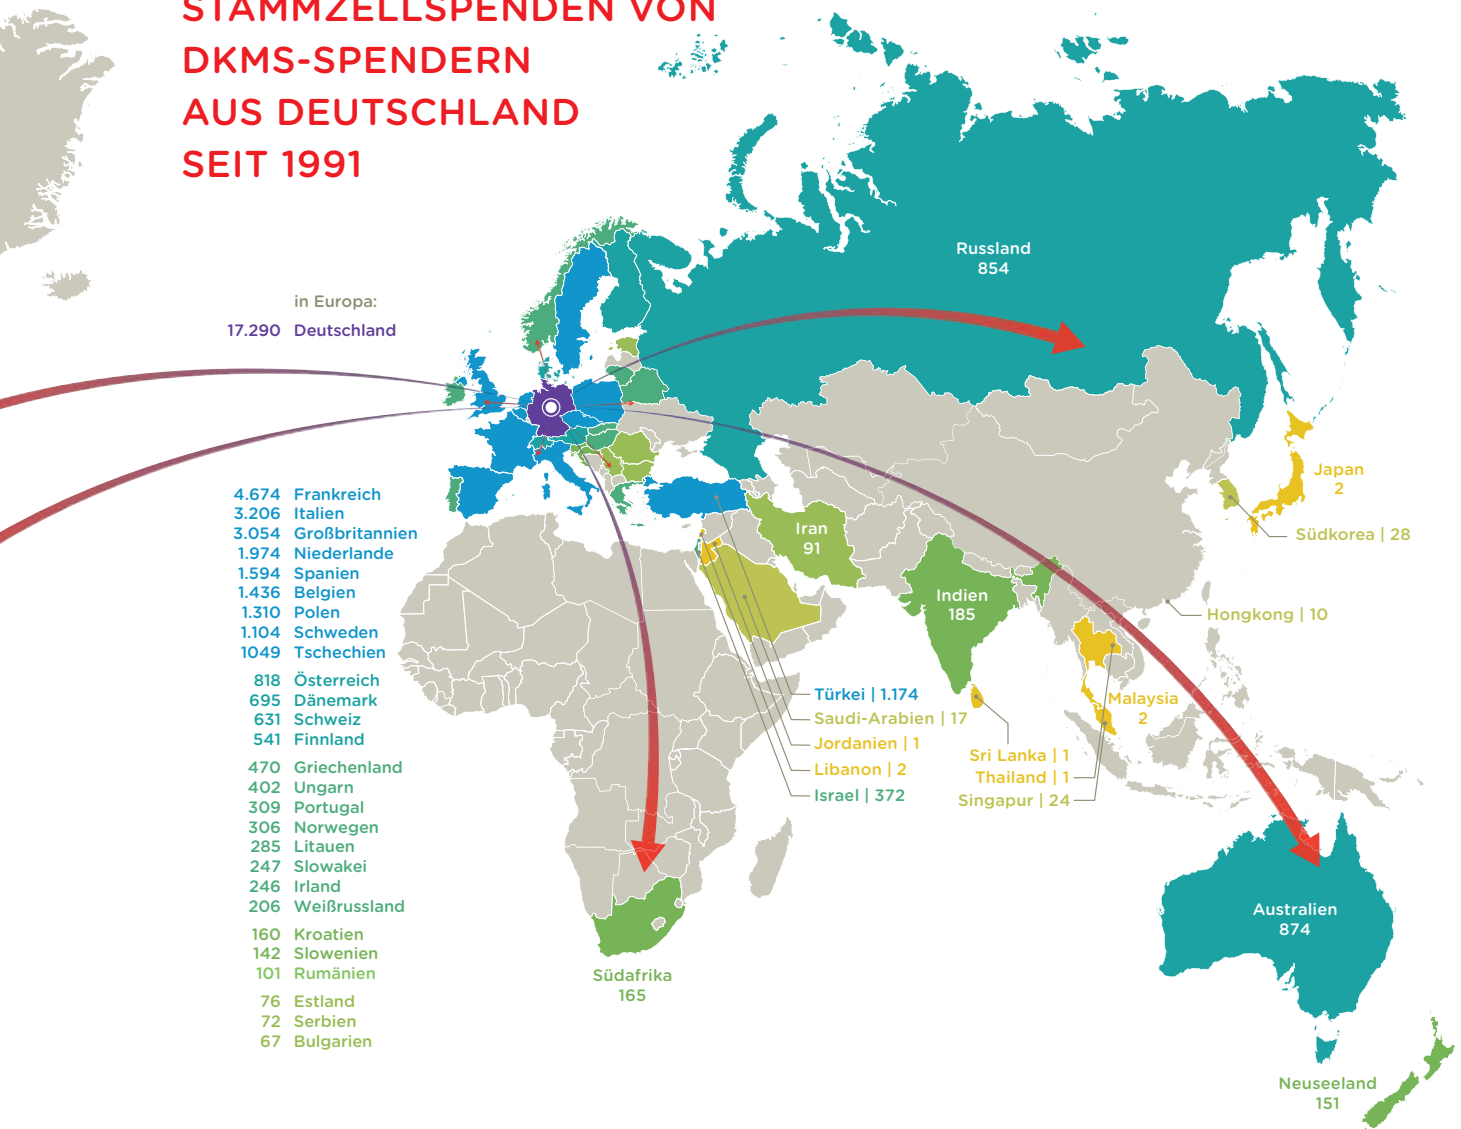 STAMMZELLSPENDEN VON
DKMS-SPENDERN
AUS DEUTSCHLAND
SEIT 1991
in Europa:
17.290 Deutschland
4.674 Frankreich
3.206 Italien
3.054 Großbritannien
1.974 Niederlande
1.594 Spanien
1.436 Belgien
1.310 Polen
1.104 Schweden
1049 Tschechien
818 Österreich
695 Dänemark
631 Schweiz
541 Finnland
470 Griechenland
402 Ungarn
309 Portugal
306 Norwegen
285 Litauen
247 Slowakei
246 Irland
206 Weißrussland
160 Kroatien
142 Slowenien
101 Rumänien
76 Estland
72 Serbien
67 Bulgarien
Russland
854
Japan
2
Südkorea | 28
Iran
91
Indien
185
Hongkong | 10
Türkei | 1.174
Saudi-Arabien | 17
Jordanien | 1
Libanon | 2
Israel | 372
Malaysia
2
Sri Lanka | 1
Thailand | 1
Singapur | 24
Südafrika
165
Australien
874
Neuseeland
151